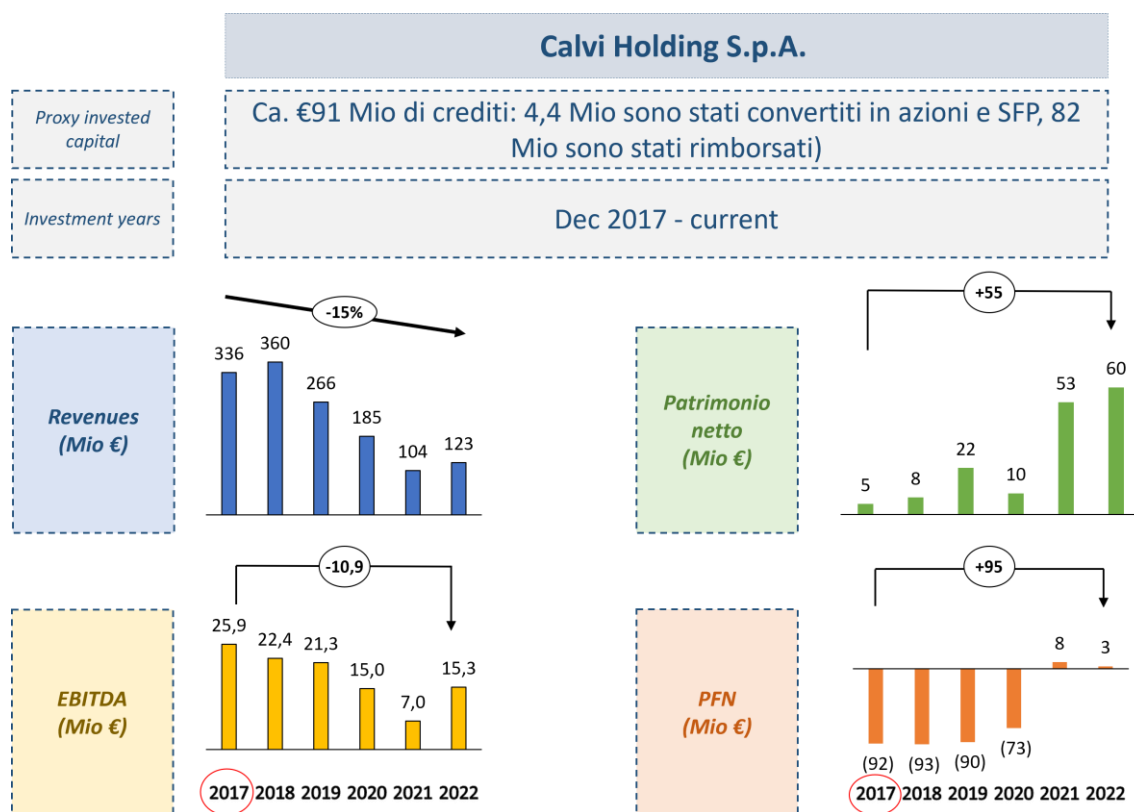 Calvi Holding S.p.A.
Proxy invested
capital
Ca. €91 Mio di crediti: 4,4 Mio sono stati convertiti in azioni e SFP, 82
Mio sono stati rimborsati)
Investment years
Dec 2017 - current
Revenues
(Mio €)
-15%
336
360
266
185
104
123
Patrimonio
netto
(Mio €)
+55
5
8
22
10
53
60
EBITDA
(Mio €)
-10,9
25,9
22,4
21,3
15,0
7,0
15,3
2017 2018 2019 2020 2021 2022
PFN
(Mio €)
+95
(92)
(93)
(90)
(73)
8
3
2017 2018 2019 2020 2021 2022